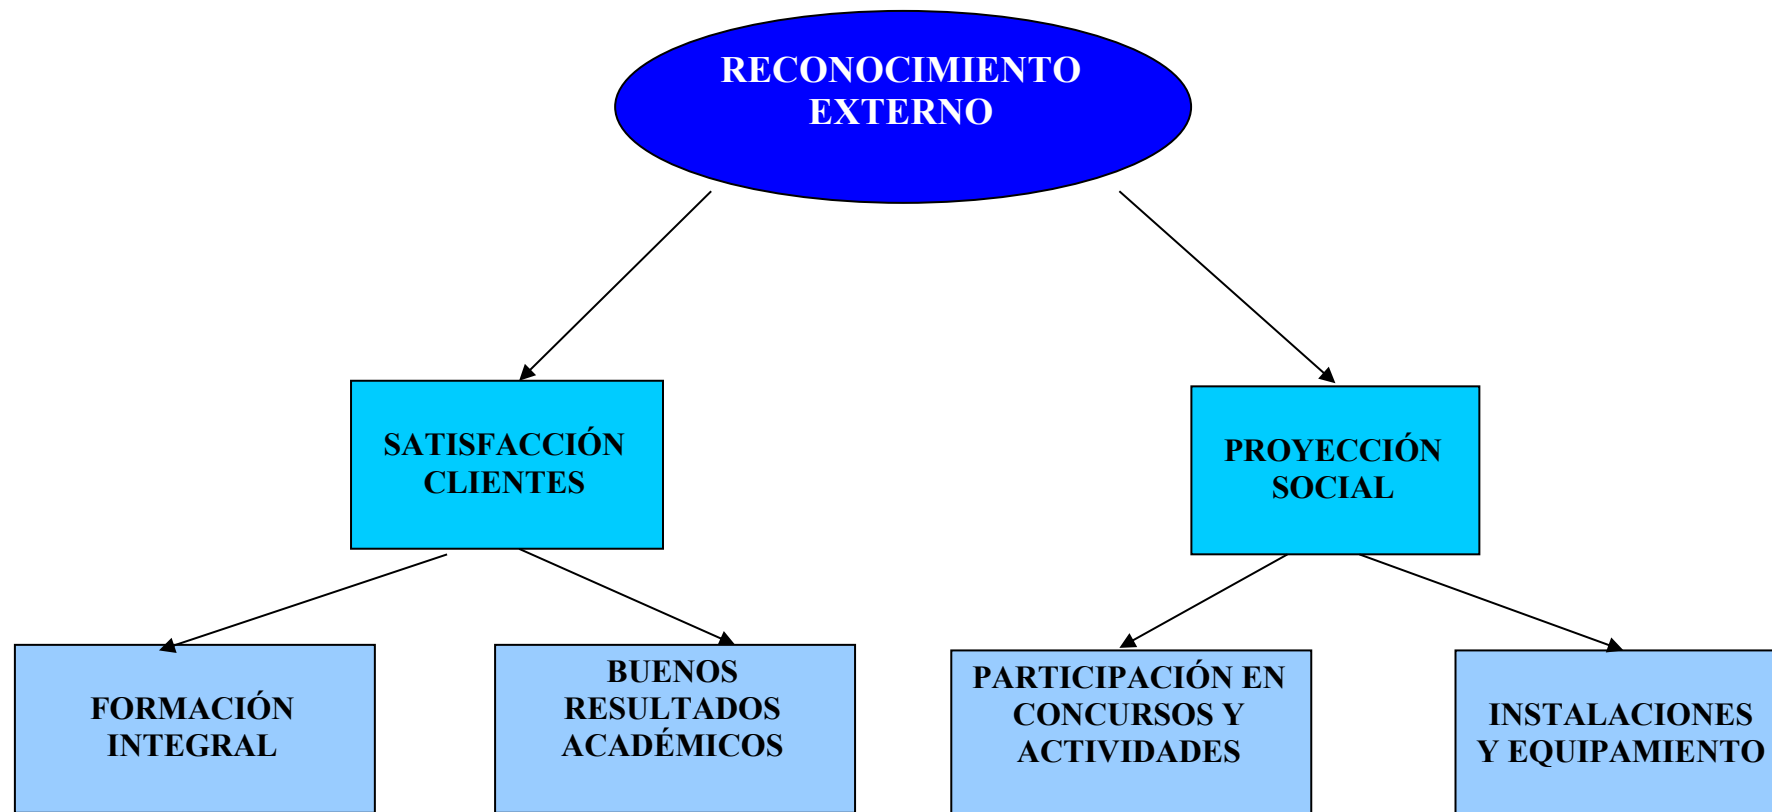 RECONOCIMIENTO
EXTERNO
SATISFACCIÓN
CLIENTES
PROYECCIÓN
SOCIAL
FORMACIÓN
INTEGRAL
BUENOS
RESULTADOS
ACADÉMICOS
PARTICIPACIÓN EN
CONCURSOS Y
ACTIVIDADES
INSTALACIONES
Y EQUIPAMIENTO